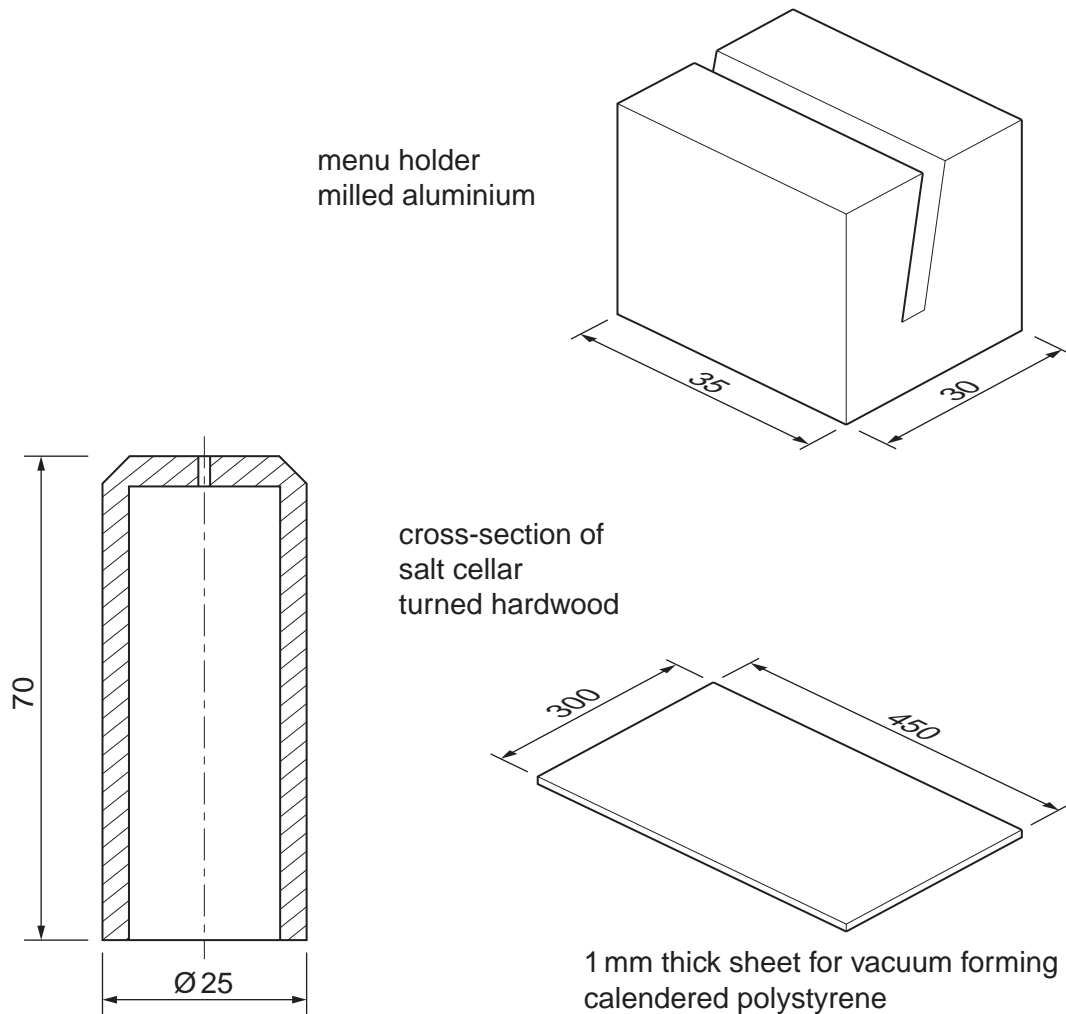 menu holder
milled aluminium
35
30
70
cross-section of
salt cellar
turned hardwood
300
450
Ø 25
1 mm thick sheet for vacuum forming
calendered polystyrene